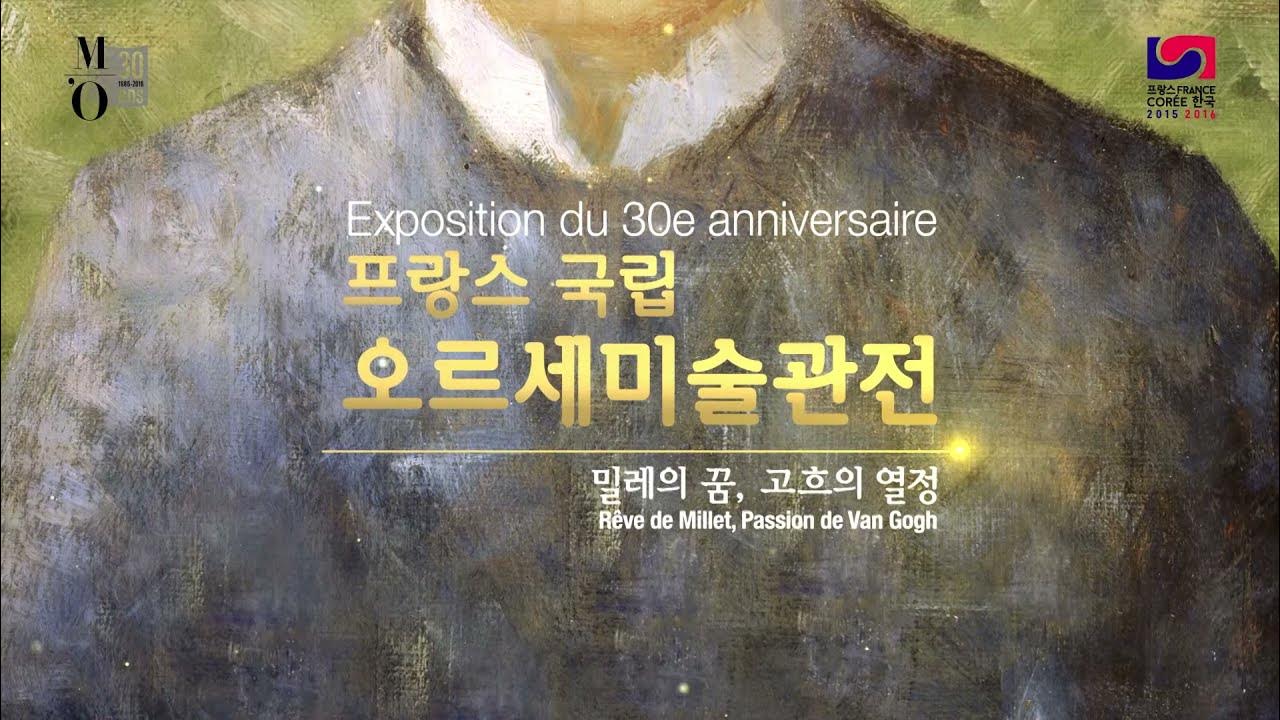 M
'O
30
1986-2016
ans
프랑스 FRANCE
CORÉE 한국
2015 2016
Exposition du 30e anniversaire
프랑스 국립
오르세미술관전
밀레의 꿈, 고흐의 열정
Rêve de Millet, Passion de Van Gogh